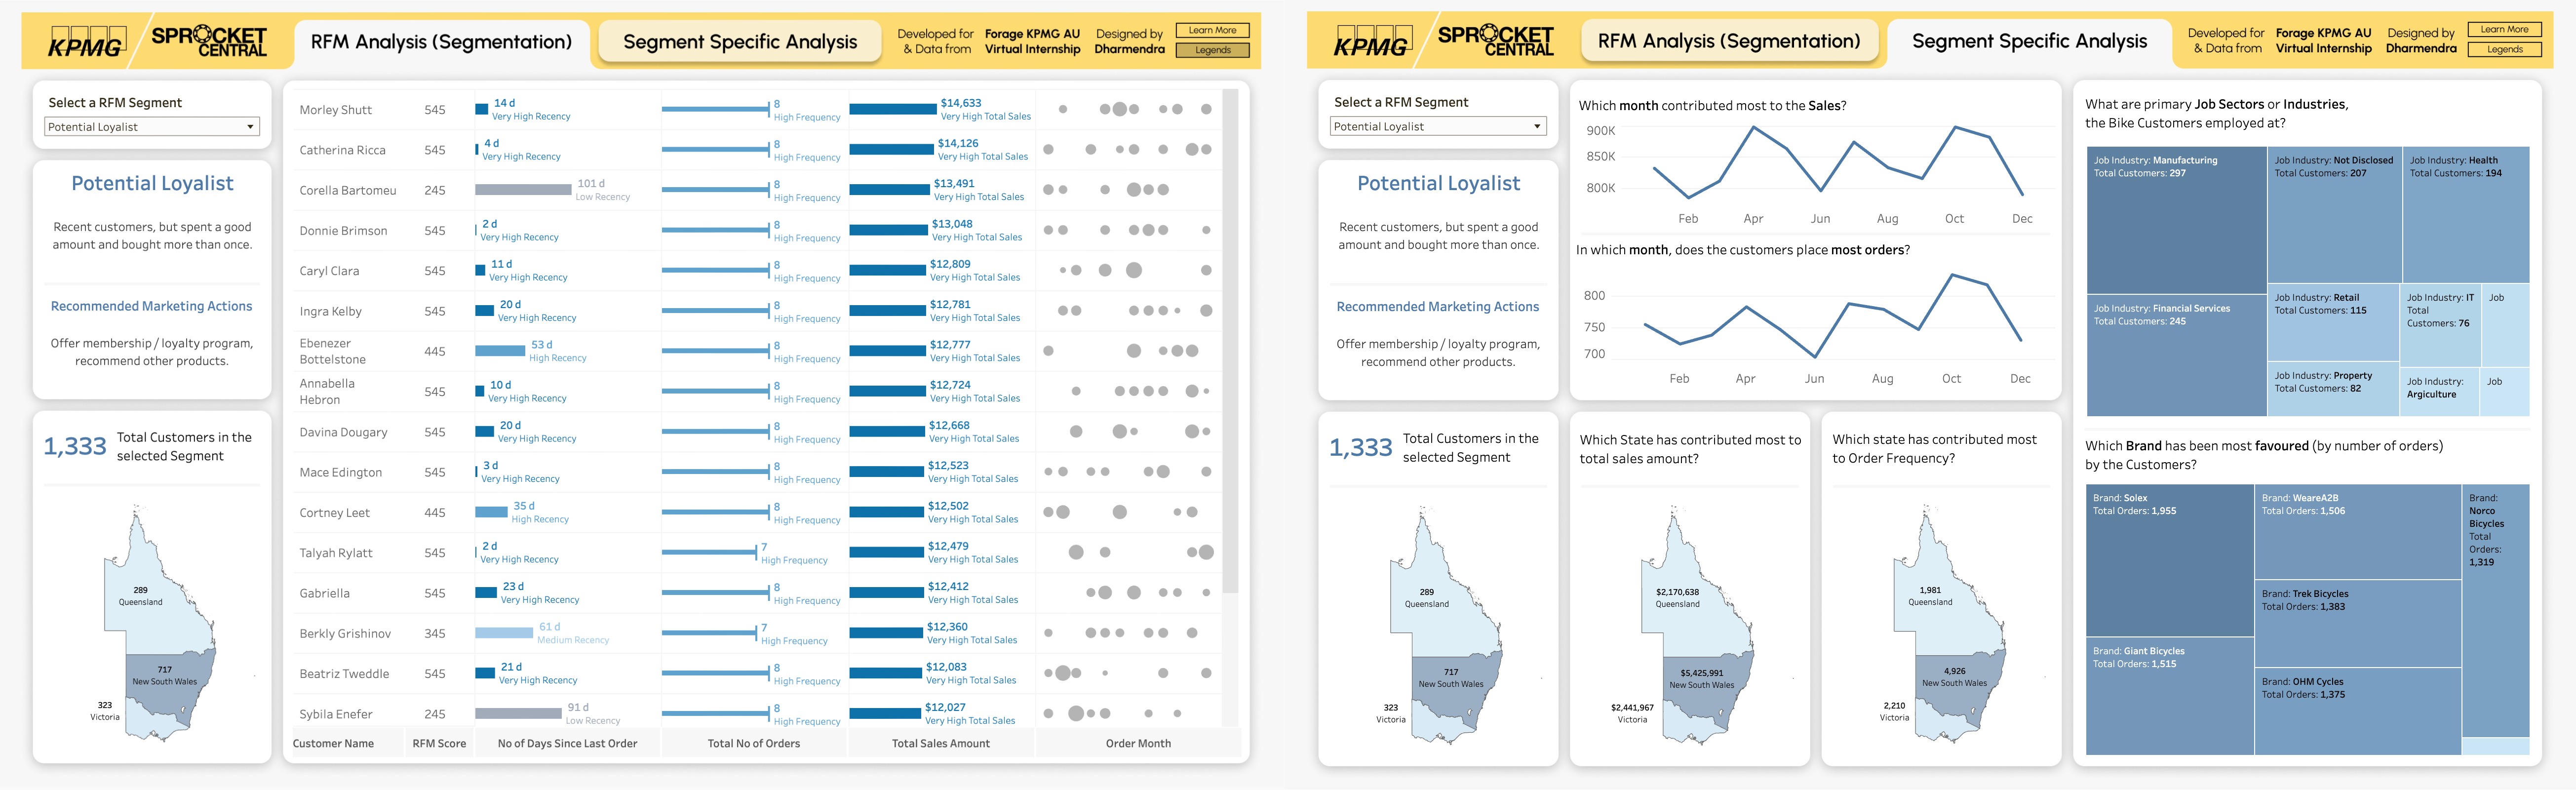 KPMG
SPROCKET
CENTRAL
RFM Analysis (Segmentation)
Segment Specific Analysis
Developed for
& Data from
Forage KPMG AU
Virtual Internship
Designed by
Dharmendra
Learn More
Legends
Select a RFM Segment
Potential Loyalist
Potential Loyalist
Recent customers, but spent a good
amount and bought more than once.
Recommended Marketing Actions
Offer membership / loyalty program,
recommend other products.
1,333
Total Customers in the
selected Segment
289
Queensland
717
New South Wales
323
Victoria
Morley Shutt 545 14 d Very High Recency 8 High Frequency $14,633 Very High Total Sales
Catherina Ricca 545 4 d Very High Recency 8 High Frequency $14,126 Very High Total Sales
Corella Bartomeu 245 101 d Low Recency 8 High Frequency $13,491 Very High Total Sales
Donnie Brimson 545 2 d Very High Recency 8 High Frequency $13,048 Very High Total Sales
Caryl Clara 545 11 d Very High Recency 8 High Frequency $12,809 Very High Total Sales
Ingra Kelby 545 20 d Very High Recency 8 High Frequency $12,781 Very High Total Sales
Ebenezer Bottelstone 445 53 d High Recency 8 High Frequency $12,777 Very High Total Sales
Annabella Hebron 545 10 d Very High Recency 8 High Frequency $12,724 Very High Total Sales
Davina Dougary 545 20 d Very High Recency 8 High Frequency $12,668 Very High Total Sales
Mace Edington 545 3 d Very High Recency 8 High Frequency $12,523 Very High Total Sales
Cortney Leet 445 35 d High Recency 8 High Frequency $12,502 Very High Total Sales
Talyah Rylatt 545 2 d Very High Recency 7 High Frequency $12,479 Very High Total Sales
Gabriella 545 23 d Very High Recency 8 High Frequency $12,412 Very High Total Sales
Berkly Grishinov 345 61 d Medium Recency 7 High Frequency $12,360 Very High Total Sales
Beatriz Tweddle 545 21 d Very High Recency 8 High Frequency $12,083 Very High Total Sales
Sybila Enefer 245 91 d Low Recency 8 High Frequency $12,027 Very High Total Sales
Customer Name RFM Score No of Days Since Last Order Total No of Orders Total Sales Amount Order Month
KPMG
SPROCKET
CENTRAL
RFM Analysis (Segmentation)
Segment Specific Analysis
Developed for
& Data from
Forage KPMG AU
Virtual Internship
Designed by
Dharmendra
Learn More
Legends
Select a RFM Segment
Potential Loyalist
Potential Loyalist
Recent customers, but spent a good
amount and bought more than once.
Recommended Marketing Actions
Offer membership / loyalty program,
recommend other products.
1,333
Total Customers in the
selected Segment
289
Queensland
717
New South Wales
323
Victoria
Which month contributed most to the Sales?
900K
850K
800K
Feb Apr Jun Aug Oct Dec
In which month, does the customers place most orders?
800
750
700
Feb Apr Jun Aug Oct Dec
Which State has contributed most to
total sales amount?
$2,170,638
Queensland
$5,425,991
New South Wales
$2,441,967
Victoria
Which state has contributed most
to Order Frequency?
1,981
Queensland
4,926
New South Wales
2,210
Victoria
What are primary Job Sectors or Industries,
the Bike Customers employed at?
Job Industry: Manufacturing
Total Customers: 297
Job Industry: Financial Services
Total Customers: 245
Job Industry: Not Disclosed
Total Customers: 207
Job Industry: Health
Total Customers: 194
Job Industry: Retail
Total Customers: 115
Job Industry: Property
Total Customers: 82
Job Industry: IT
Total
Customers: 76
Job
Job Industry:
Argiculture
Job
Which Brand has been most favoured (by number of orders)
by the Customers?
Brand: Solex
Total Orders: 1,955
Brand: Giant Bicycles
Total Orders: 1,515
Brand: WeareA2B
Total Orders: 1,506
Brand: Trek Bicycles
Total Orders: 1,383
Brand: OHM Cycles
Total Orders: 1,375
Brand:
Norco
Bicycles
Total
Orders:
1,319